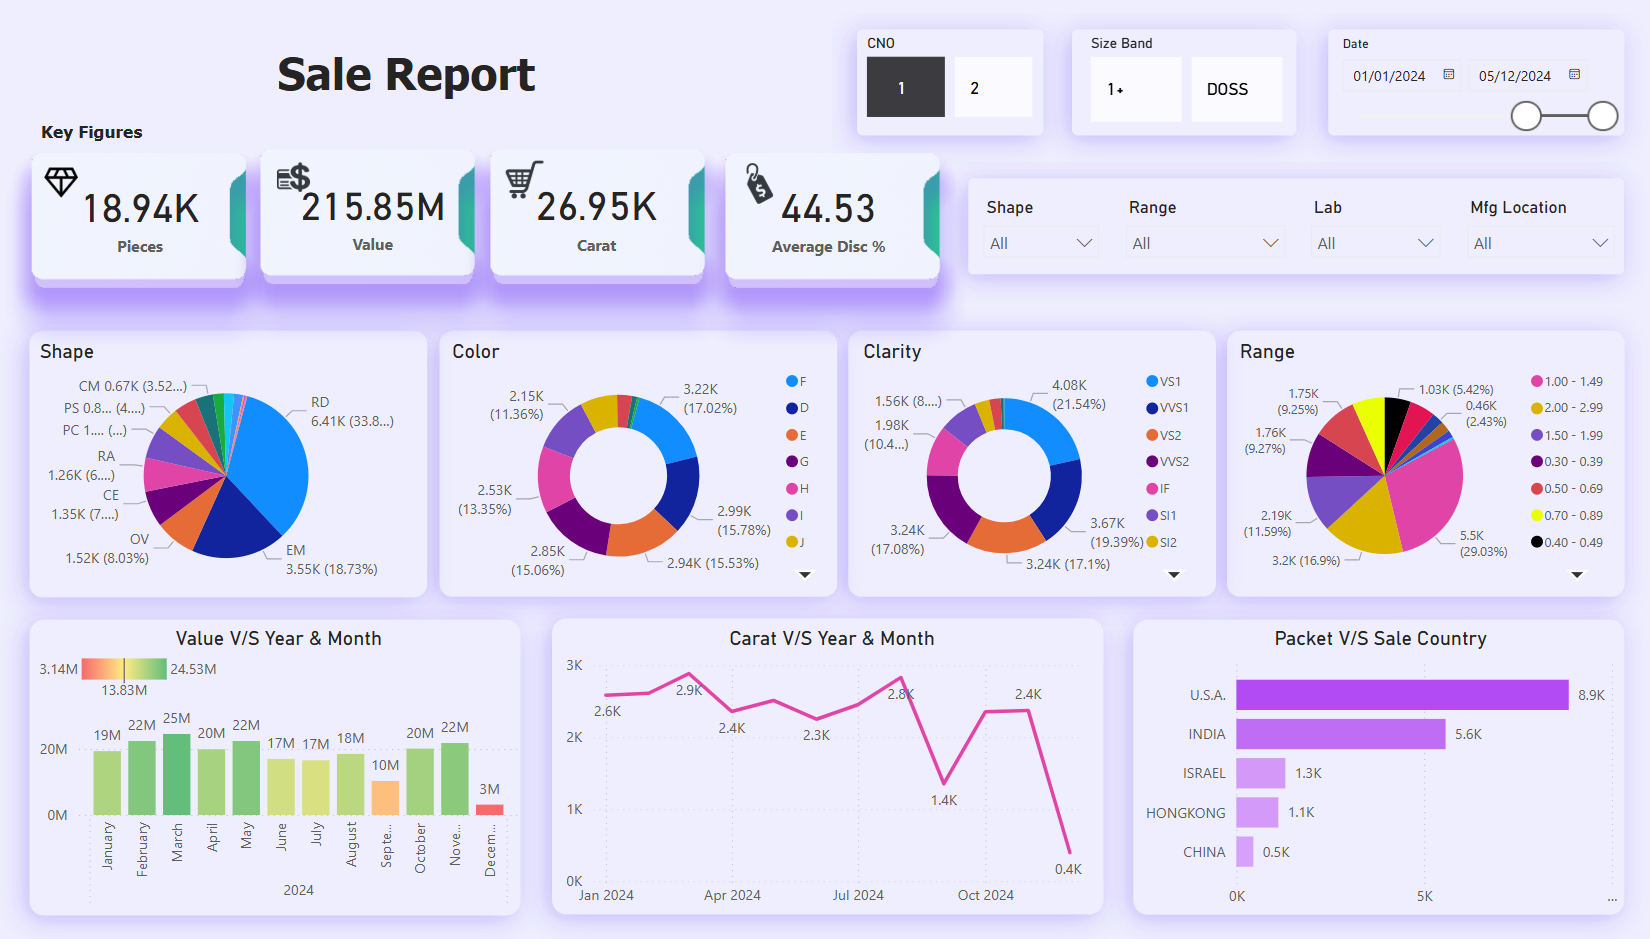 Sale Report
CNO
1
2
Size Band
1+
DOSS
Date
01/01/2024
05/12/2024
Key Figures
18.94K
Pieces
215.85M
Value
26.95K
Carat
44.53
Average Disc %
Shape
All
Range
All
Lab
All
Mfg Location
All
Shape
CM 0.67K (3.52...)
PS 0.8... (4....)
PC 1.... (...)
RA
1.26K (6....)
CE
1.35K (7....)
OV
1.52K (8.03%)
RD
6.41K (33.8...)
EM
3.55K (18.73%)
Color
2.15K
(11.36%)
3.22K
(17.02%)
2.53K
(13.35%)
2.99K
(15.78%)
2.85K
(15.06%)
2.94K (15.53%)
F
D
E
G
H
I
J
Clarity
1.56K (8....)
4.08K
(21.54%)
1.98K
(10.4...)
3.67K
(19.39%)
3.24K
(17.08%)
3.24K (17.1%)
VS1
VVS1
VS2
VVS2
IF
SI1
SI2
Range
1.75K
(9.25%)
1.03K (5.42%)
0.46K
(2.43%)
1.76K
(9.27%)
2.19K
(11.59%)
3.2K (16.9%)
5.5K
(29.03%)
1.00 - 1.49
2.00 - 2.99
1.50 - 1.99
0.30 - 0.39
0.50 - 0.69
0.70 - 0.89
0.40 - 0.49
Value V/S Year & Month
3.14M
24.53M
13.83M
20M
0M
19M
22M
25M
20M
22M
17M
17M
18M
10M
20M
22M
3M
January
February
March
April
May
June
July
August
Septe...
October
Nove...
Decem...
2024
Carat V/S Year & Month
3K
2K
1K
0K
2.6K
2.9K
2.4K
2.3K
2.8K
1.4K
2.4K
0.4K
Jan 2024
Apr 2024
Jul 2024
Oct 2024
Packet V/S Sale Country
U.S.A.
8.9K
INDIA
5.6K
ISRAEL
1.3K
HONGKONG
1.1K
CHINA
0.5K
0K
5K
...